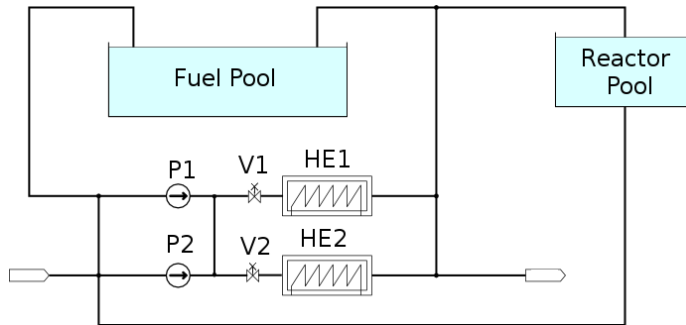 Fuel Pool
Reactor
Pool
P1
V1
HE1
P2
V2
HE2